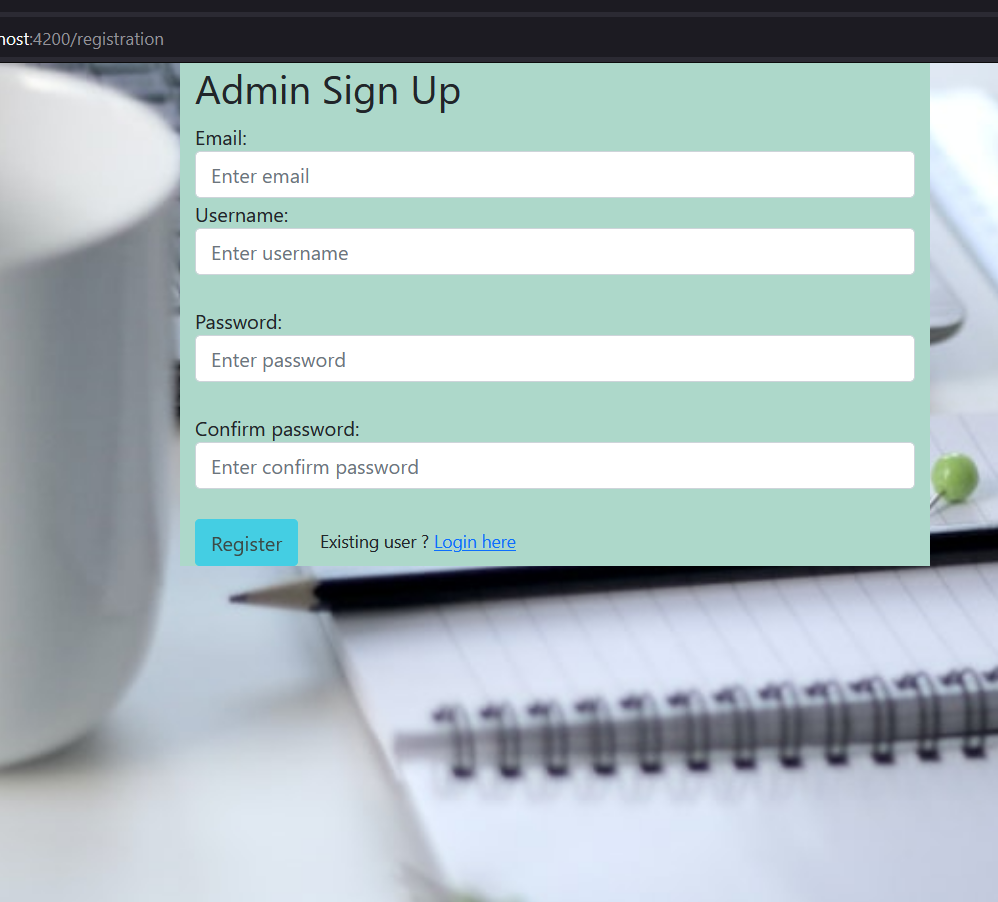 host:4200/registration
Admin Sign Up
Email:
Enter email
Username:
Enter username
Password:
Enter password
Confirm password:
Enter confirm password
Register Existing user ? Login here